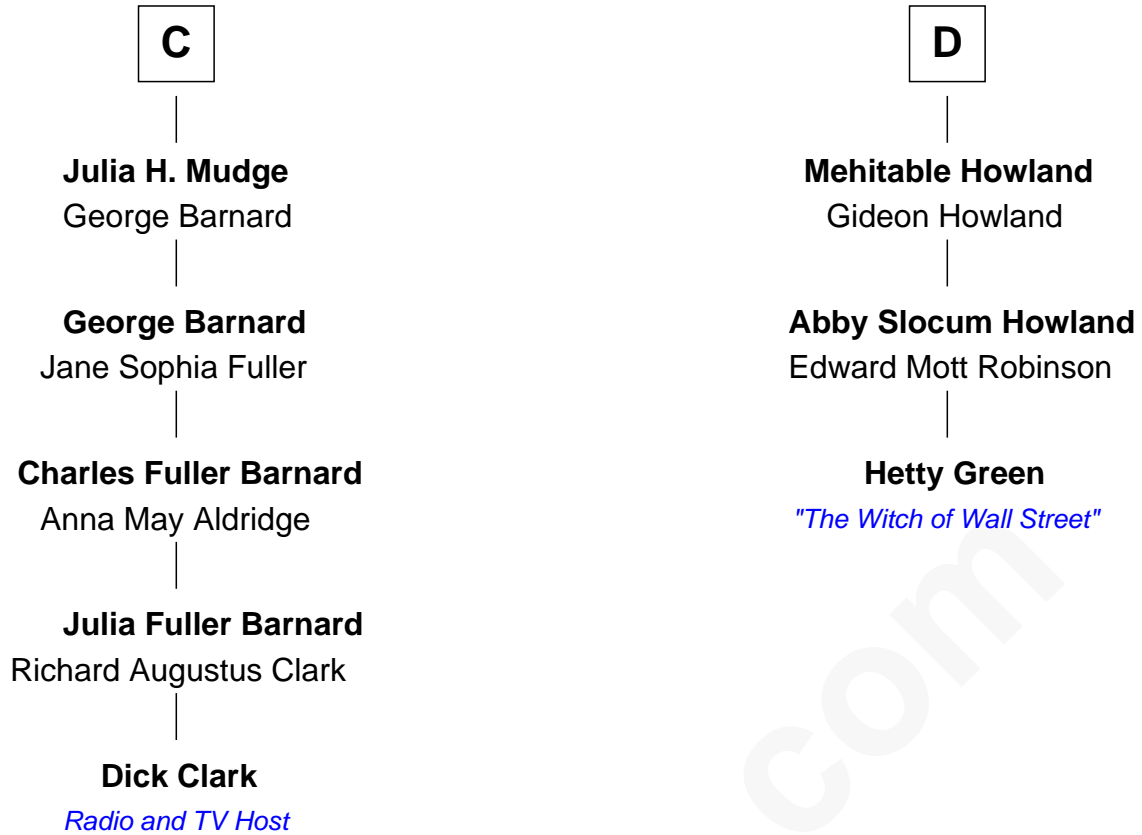 C
Julia H. Mudge
George Barnard
George Barnard
Jane Sophia Fuller
Charles Fuller Barnard
Anna May Aldridge
Julia Fuller Barnard
Richard Augustus Clark
Dick Clark
Radio and TV Host
D
Mehitable Howland
Gideon Howland
Abby Slocum Howland
Edward Mott Robinson
Hetty Green
"The Witch of Wall Street"
com